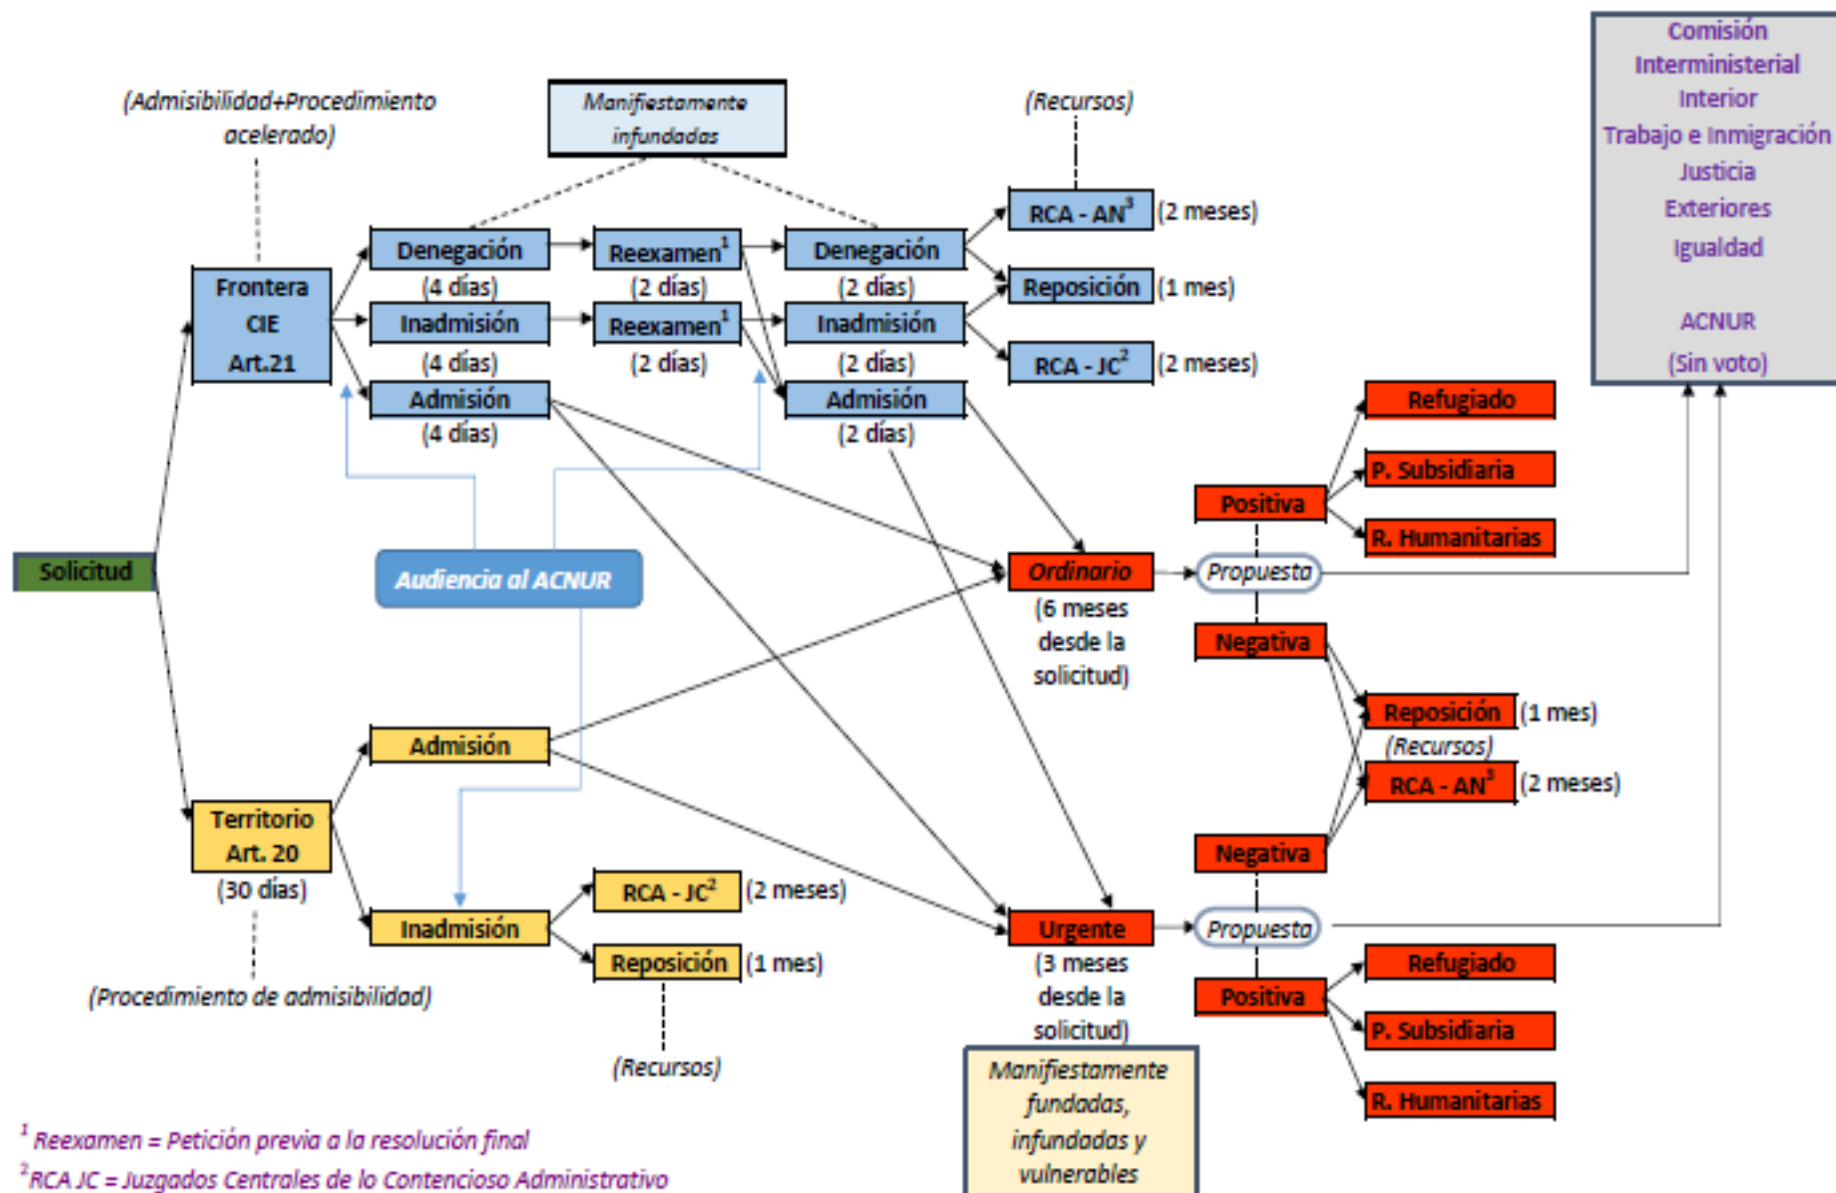 (Admisibilidad+Procedimiento
acelerado)
Manifiestamente
infundadas
(Recursos)
Comisión
Interministerial
Interior
Trabajo e Inmigración
Justicia
Exteriores
Igualdad
ACNUR
(Sin voto)
Frontera
CIE
Art.21
Denegación
(4 días)
Inadmisión
(4 días)
Admisión
(4 días)
Reexamen¹
(2 días)
Reexamen¹
(2 días)
Denegación
(2 días)
Inadmisión
(2 días)
Admisión
(2 días)
RCA - AN³ (2 meses)
Reposición (1 mes)
RCA - JC² (2 meses)
Solicitud
Audiencia al ACNUR
Ordinario
(6 meses
desde la
solicitud)
Positiva
Propuesta
Negativa
Refugiado
P. Subsidiaria
R. Humanitarias
Reposición (1 mes)
(Recursos)
RCA - AN³ (2 meses)
Territorio
Art. 20
(30 días)
(Procedimiento de admisibilidad)
Admisión
Inadmisión
RCA - JC² (2 meses)
Reposición (1 mes)
(Recursos)
Urgente
(3 meses
desde la
solicitud)
Manifiestamente
fundadas,
infundadas y
vulnerables
Negativa
Propuesta
Positiva
Refugiado
P. Subsidiaria
R. Humanitarias
¹ Reexamen = Petición previa a la resolución final
²RCA JC = Juzgados Centrales de lo Contencioso Administrativo